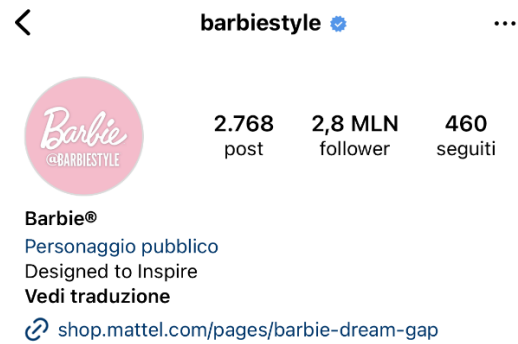 barbiestyle
Barbie
@BARBIESTYLE
2.768 2,8 MLN 460
post follower seguiti
Barbie®
Personaggio pubblico
Designed to Inspire
Vedi traduzione
shop.mattel.com/pages/barbie-dream-gap